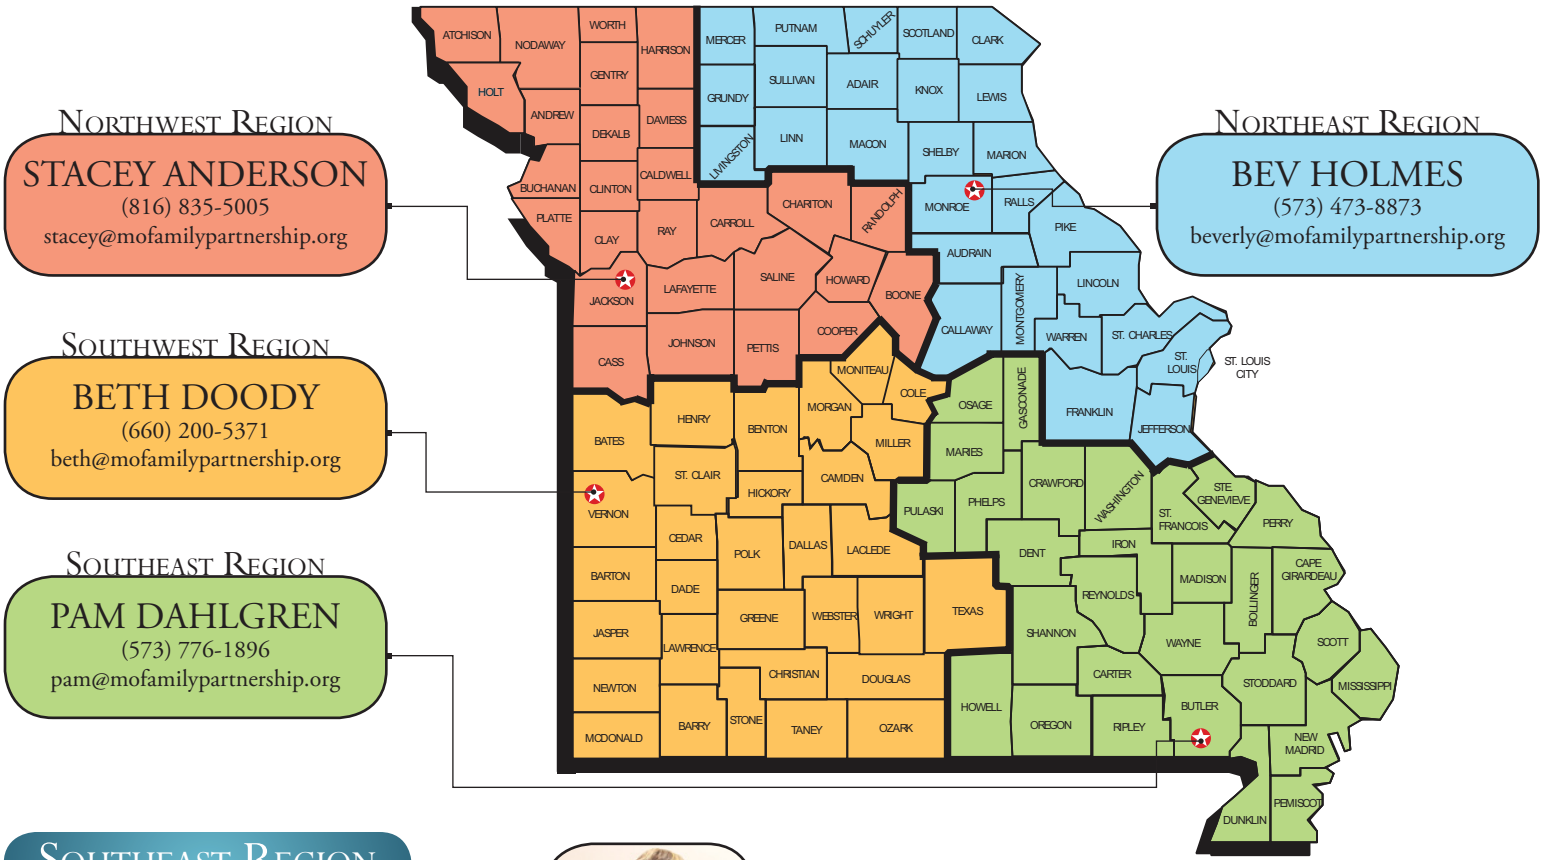 NORTHWEST REGION
STACEY ANDERSON
(816) 835-5005
stacey@mofamilypartnership.org
SOUTHWEST REGION
BETH DOODY
(660) 200-5371
beth@mofamilypartnership.org
SOUTHEAST REGION
PAM DAHLGREN
(573) 776-1896
pam@mofamilypartnership.org
NORTHEAST REGION
BEV HOLMES
(573) 473-8873
beverly@mofamilypartnership.org
ATCHISON
NODAWAY
WORTH
HARRISON
GENTRY
HOLT
ANDREW
DEKALB
DAVIESS
BUCHANAN
CLINTON
CALDWELL
PLATTE
CLAY
RAY
CARROLL
CHARITON
RANDOLPH
JACKSON
LAFAYETTE
SALINE
HOWARD
BOONE
CASS
JOHNSON
PETTIS
COOPER
MERCER
PUTNAM
SCHUYLER
SCOTLAND
CLARK
GRUNDY
SULLIVAN
ADAIR
KNOX
LEWIS
LIVINGSTON
LINN
MACON
SHELBY
MARION
MONROE
RALLS
PIKE
AUDRAIN
CALLAWAY
MONTGOMERY
LINCOLN
WARREN
ST. CHARLES
ST.
LOUIS
ST. LOUIS
CITY
FRANKLIN
JEFFERSON
BATES
HENRY
BENTON
MORGAN
MONITEAU
COLE
MILLER
CAMDEN
ST. CLAIR
HICKORY
VERNON
CEDAR
POLK
DALLAS
LACLEDE
BARTON
DADE
GREENE
WEBSTER
WRIGHT
TEXAS
JASPER
LAWRENCE
NEWTON
CHRISTIAN
DOUGLAS
MCDONALD
BARRY
STONE
TANEY
OZARK
OSAGE
GASCONADE
MARIES
PULASKI
PHELPS
CRAWFORD
WASHINGTON
ST.
FRANCOIS
STE.
GENEVIEVE
PERRY
DENT
IRON
MADISON
BOLLINGER
CAPE
GIRARDEAU
REYNOLDS
SHANNON
WAYNE
SCOTT
CARTER
STODDARD
MISSISSIPPI
HOWELL
OREGON
RIPLEY
BUTLER
NEW
MADRID
DUNKLIN
PEMISCOT
SOUTHEAST REGION